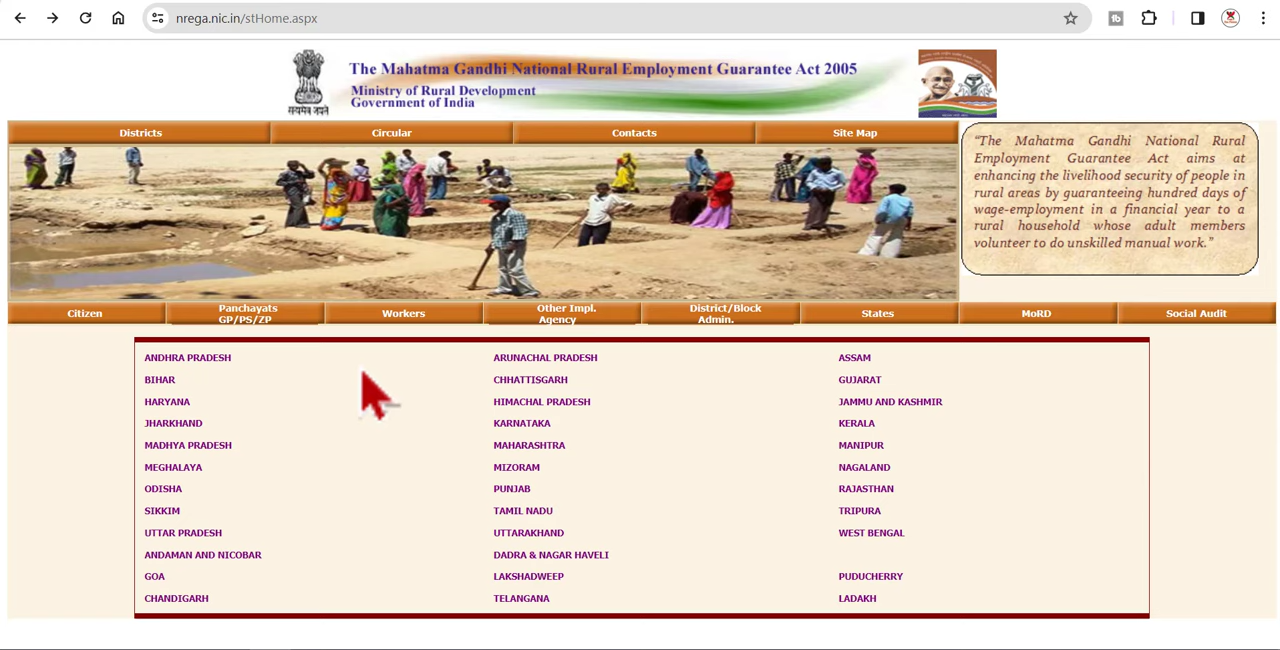 nrega.nic.in/stHome.aspx
The Mahatma Gandhi National Rural Employment Guarantee Act 2005
Ministry of Rural Development
Government of India
सत्यमेव जयते
Districts
Circular
Contacts
Site Map
"The Mahatma Gandhi National Rural
Employment Guarantee Act aims at
enhancing the livelihood security of people in
rural areas by guaranteeing hundred days of
wage-employment in a financial year to a
rural household whose adult members
volunteer to do unskilled manual work."
Citizen
Panchayats
GP/PS/ZP
Workers
Other Impl.
Agency
District/Block
Admin.
States
MoRD
Social Audit
ANDHRA PRADESH ARUNACHAL PRADESH ASSAM
BIHAR CHHATTISGARH GUJARAT
HARYANA HIMACHAL PRADESH JAMMU AND KASHMIR
JHARKHAND KARNATAKA KERALA
MADHYA PRADESH MAHARASHTRA MANIPUR
MEGHALAYA MIZORAM NAGALAND
ODISHA PUNJAB RAJASTHAN
SIKKIM TAMIL NADU TRIPURA
UTTAR PRADESH UTTARAKHAND WEST BENGAL
ANDAMAN AND NICOBAR DADRA & NAGAR HAVELI
GOA LAKSHADWEEP PUDUCHERRY
CHANDIGARH TELANGANA LADAKH